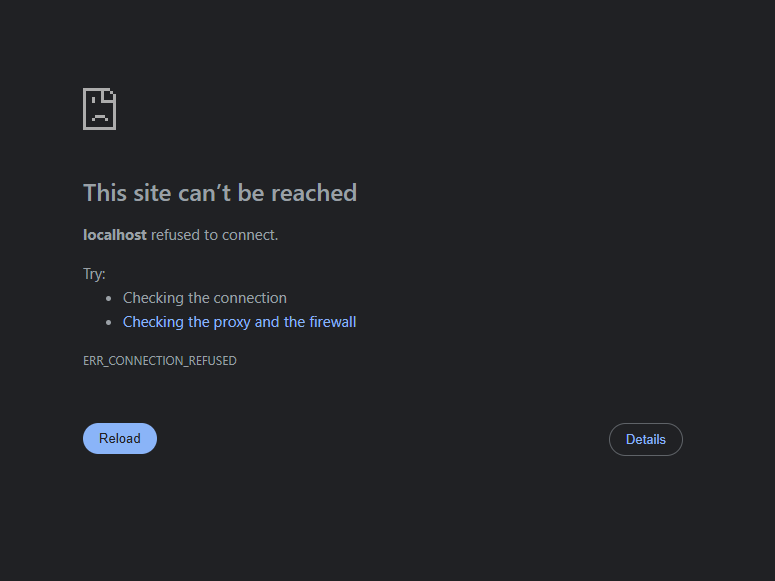 This site can’t be reached
localhost refused to connect.
Try:
• Checking the connection
• Checking the proxy and the firewall
ERR_CONNECTION_REFUSED
Reload
Details